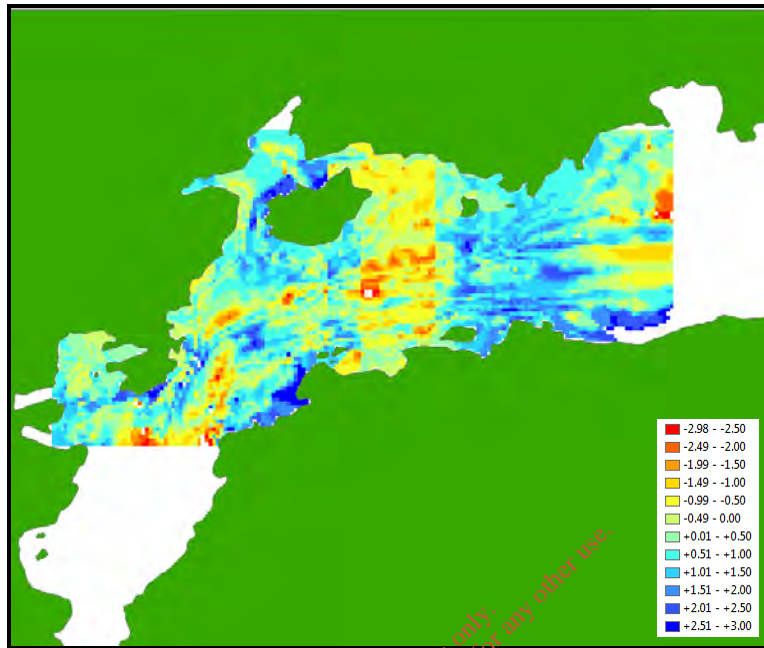 -2.98 - -2.50
-2.49 - -2.00
-1.99 - -1.50
-1.49 - -1.00
-0.99 - -0.50
-0.49 - 0.00
+0.01 - +0.50
+0.51 - +1.00
+1.01 - +1.50
+1.51 - +2.00
+2.01 - +2.50
+2.51 - +3.00
only.
or any other use.